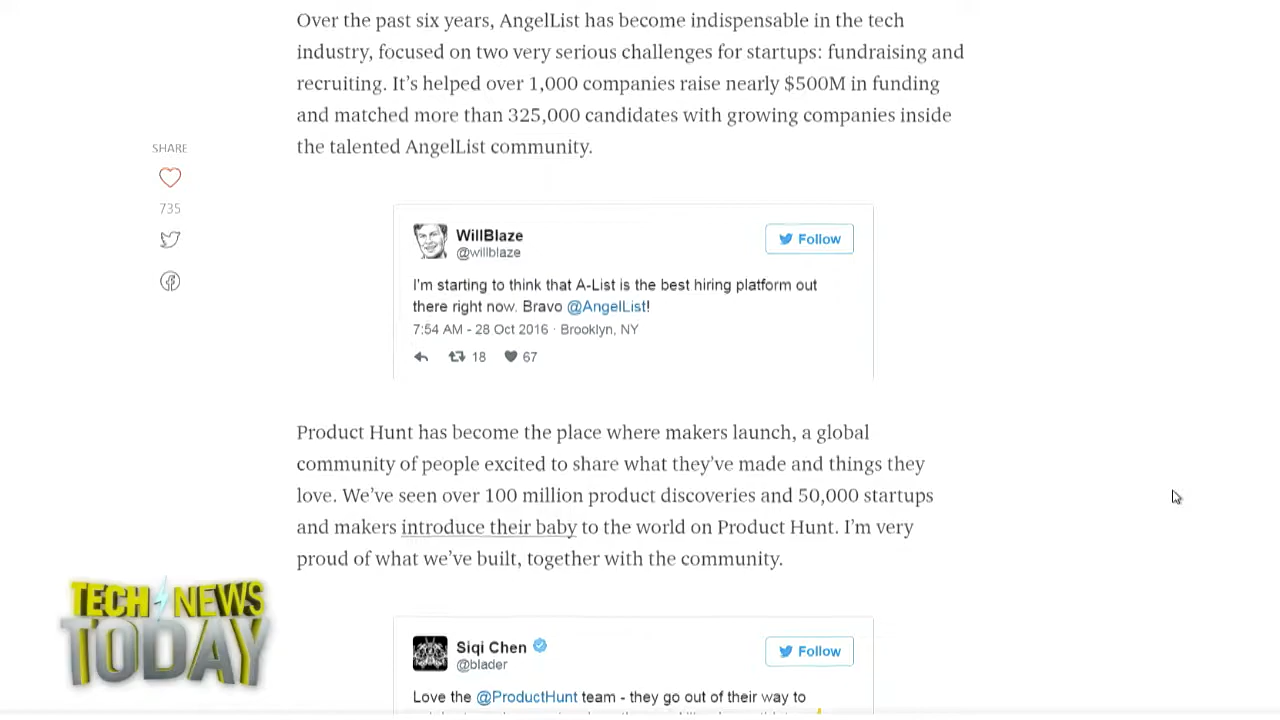 Over the past six years, AngelList has become indispensable in the tech
industry, focused on two very serious challenges for startups: fundraising and
recruiting. It’s helped over 1,000 companies raise nearly $500M in funding
and matched more than 325,000 candidates with growing companies inside
the talented AngelList community.
SHARE
735
WillBlaze
@willblaze
Follow
I'm starting to think that A-List is the best hiring platform out
there right now. Bravo @AngelList!
7:54 AM - 28 Oct 2016 · Brooklyn, NY
18 67
Product Hunt has become the place where makers launch, a global
community of people excited to share what they’ve made and things they
love. We’ve seen over 100 million product discoveries and 50,000 startups
and makers introduce their baby to the world on Product Hunt. I’m very
proud of what we’ve built, together with the community.
TECH NEWS
TODAY
Siqi Chen
@blader
Follow
Love the @ProductHunt team - they go out of their way to